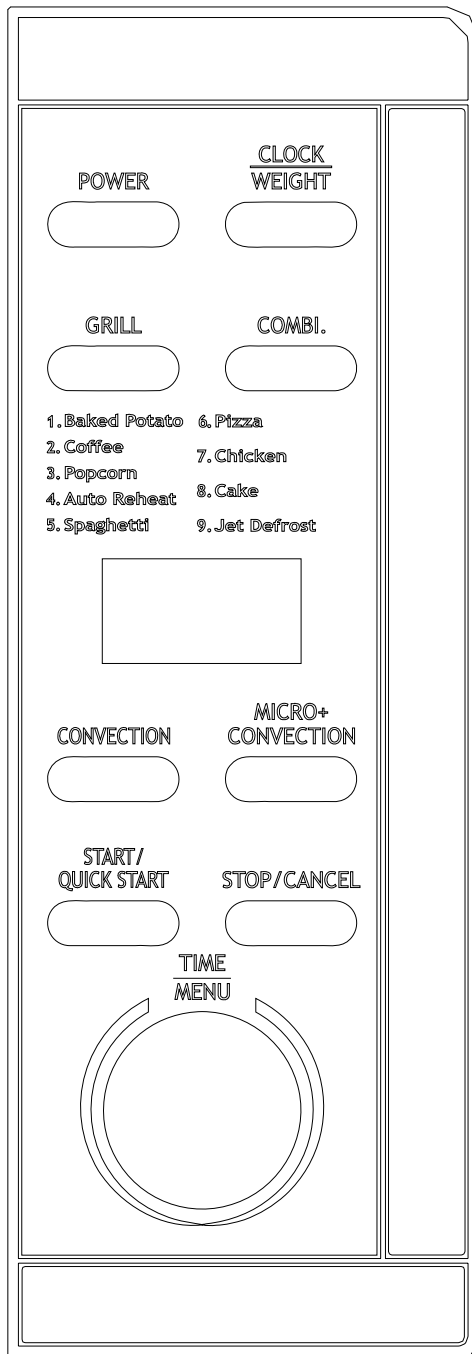 POWER
CLOCK
WEIGHT
GRILL
COMBI.
1. Baked Potato
2. Coffee
3. Popcorn
4. Auto Reheat
5. Spaghetti
6. Pizza
7. Chicken
8. Cake
9. Jet Defrost
CONVECTION
MICRO+
CONVECTION
START/
QUICK START
STOP/CANCEL
TIME
MENU